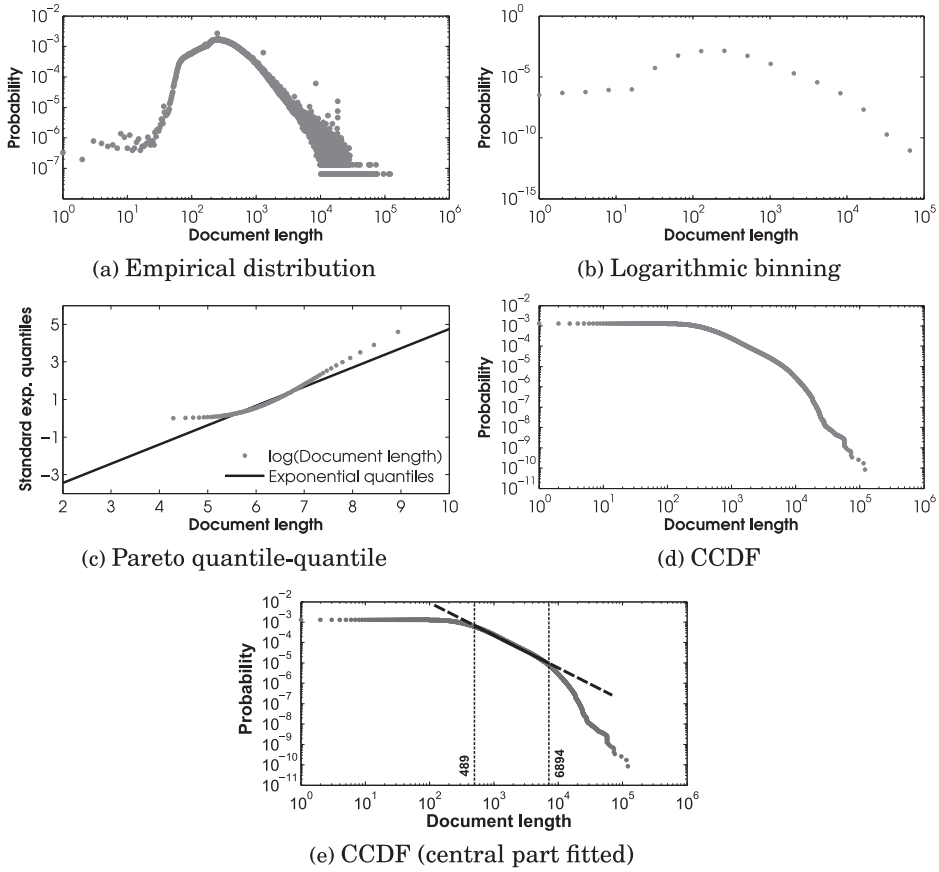 10^-2
10^-3
10^-4
10^-5
10^-6
10^-7
Probability
10^0 10^1 10^2 10^3 10^4 10^5 10^6
Document length
(a) Empirical distribution
10^0
10^-5
10^-10
10^-15
Probability
10^0 10^1 10^2 10^3 10^4 10^5
Document length
(b) Logarithmic binning
5
3
1
-1
-3
Standard exp. quantiles
log(Document length)
Exponential quantiles
2 3 4 5 6 7 8 9 10
Document length
(c) Pareto quantile-quantile
10^-2
10^-3
10^-4
10^-5
10^-6
10^-7
10^-8
10^-9
10^-10
10^-11
Probability
10^0 10^1 10^2 10^3 10^4 10^5 10^6
Document length
(d) CCDF
10^-2
10^-3
10^-4
10^-5
10^-6
10^-7
10^-8
10^-9
10^-10
10^-11
Probability
489
6894
10^0 10^1 10^2 10^3 10^4 10^5 10^6
Document length
(e) CCDF (central part fitted)